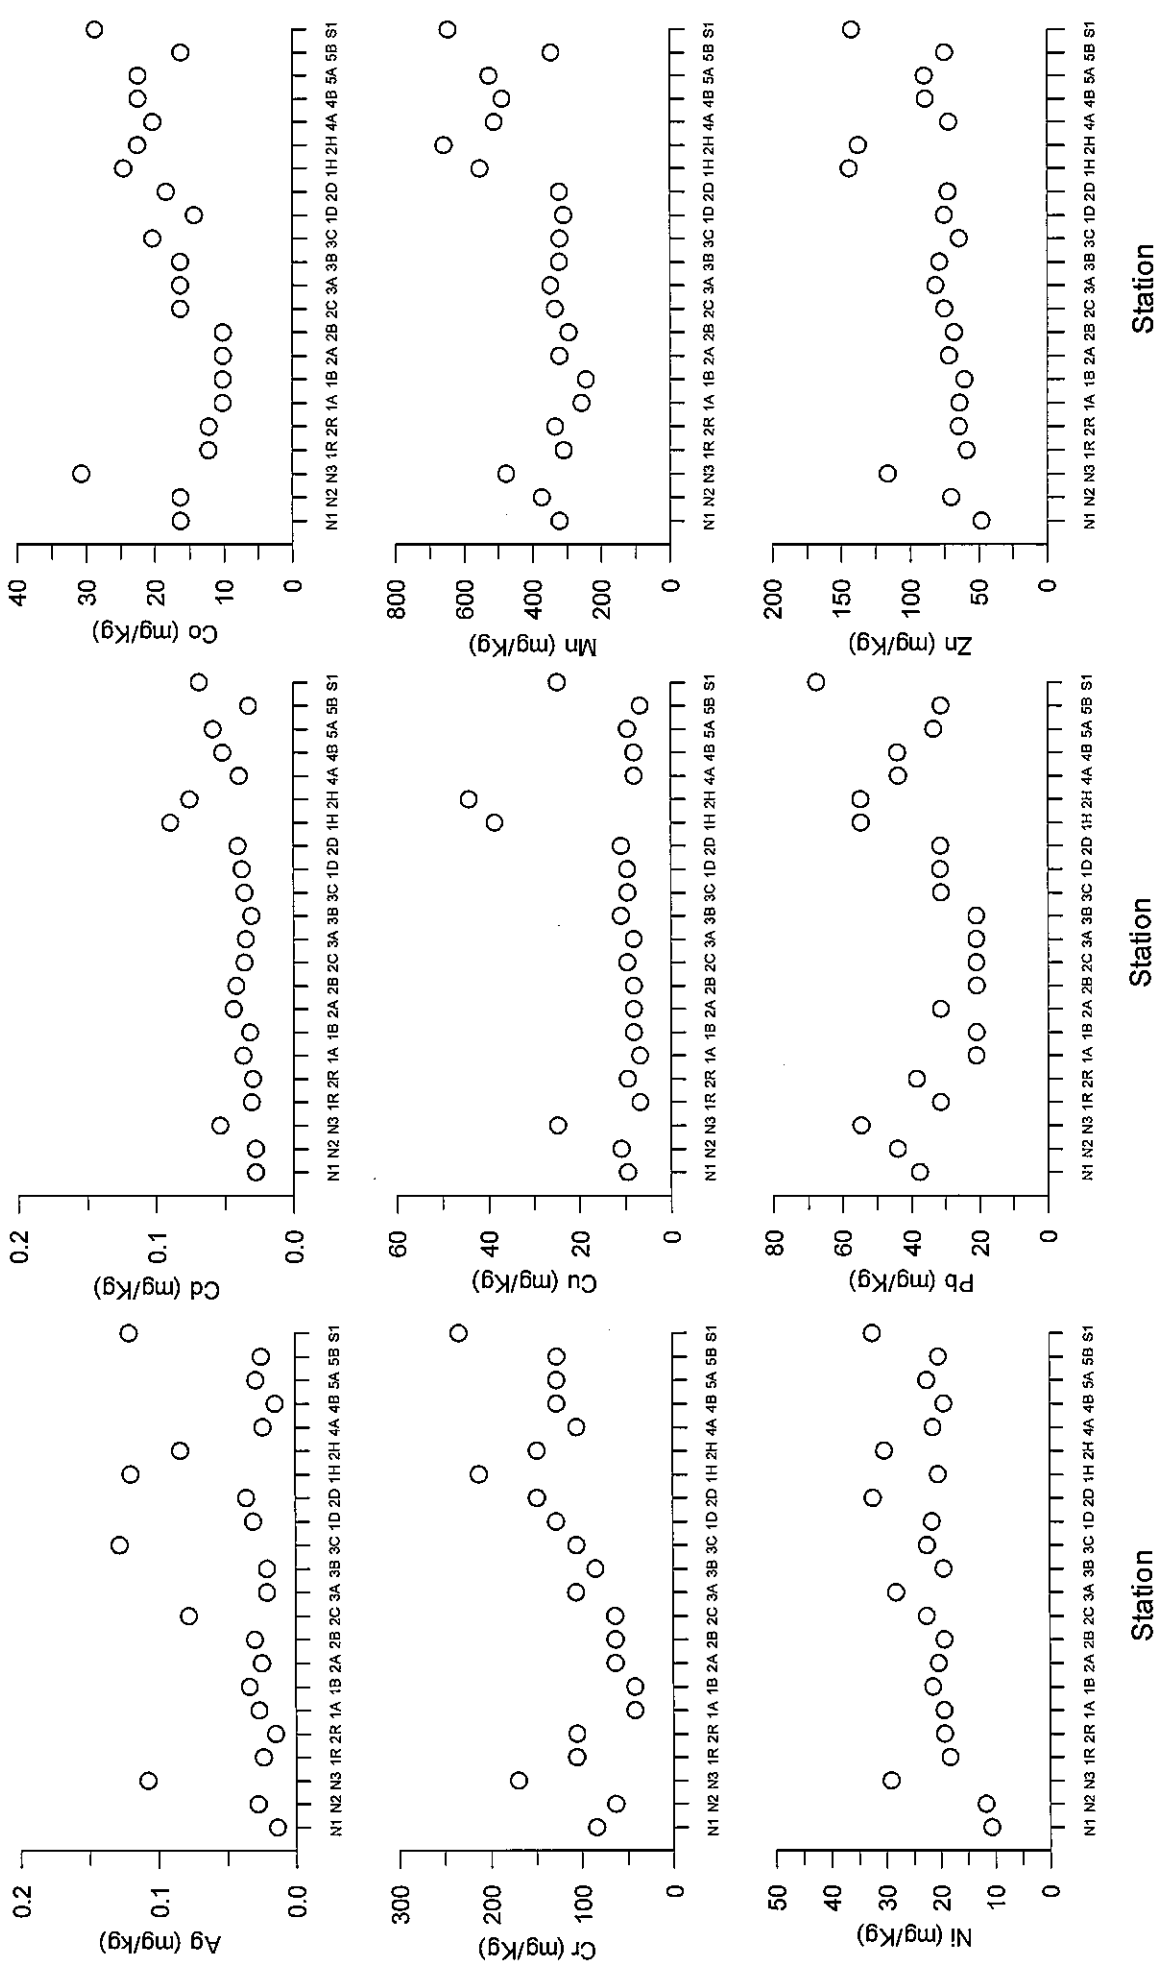 Ag (mg/kg)
0.2
0.1
0.0
N1 N2 N3 1R 2R 1A 1B 2A 2B 2C 3A 3B 3C 1D 2D 1H 2H 4A 4B 5A 5B S1
Cd (mg/Kg)
0.2
0.1
0.0
N1 N2 N3 1R 2R 1A 1B 2A 2B 2C 3A 3B 3C 1D 2D 1H 2H 4A 4B 5A 5B S1
Co (mg/Kg)
40
30
20
10
0
N1 N2 N3 1R 2R 1A 1B 2A 2B 2C 3A 3B 3C 1D 2D 1H 2H 4A 4B 5A 5B S1
Cr (mg/Kg)
300
200
100
0
N1 N2 N3 1R 2R 1A 1B 2A 2B 2C 3A 3B 3C 1D 2D 1H 2H 4A 4B 5A 5B S1
Cu (mg/Kg)
60
40
20
0
N1 N2 N3 1R 2R 1A 1B 2A 2B 2C 3A 3B 3C 1D 2D 1H 2H 4A 4B 5A 5B S1
Mn (mg/Kg)
800
600
400
200
0
N1 N2 N3 1R 2R 1A 1B 2A 2B 2C 3A 3B 3C 1D 2D 1H 2H 4A 4B 5A 5B S1
Ni (mg/Kg)
50
40
30
20
10
0
N1 N2 N3 1R 2R 1A 1B 2A 2B 2C 3A 3B 3C 1D 2D 1H 2H 4A 4B 5A 5B S1
Station
Pb (mg/Kg)
80
60
40
20
0
N1 N2 N3 1R 2R 1A 1B 2A 2B 2C 3A 3B 3C 1D 2D 1H 2H 4A 4B 5A 5B S1
Station
Zn (mg/Kg)
200
150
100
50
0
N1 N2 N3 1R 2R 1A 1B 2A 2B 2C 3A 3B 3C 1D 2D 1H 2H 4A 4B 5A 5B S1
Station